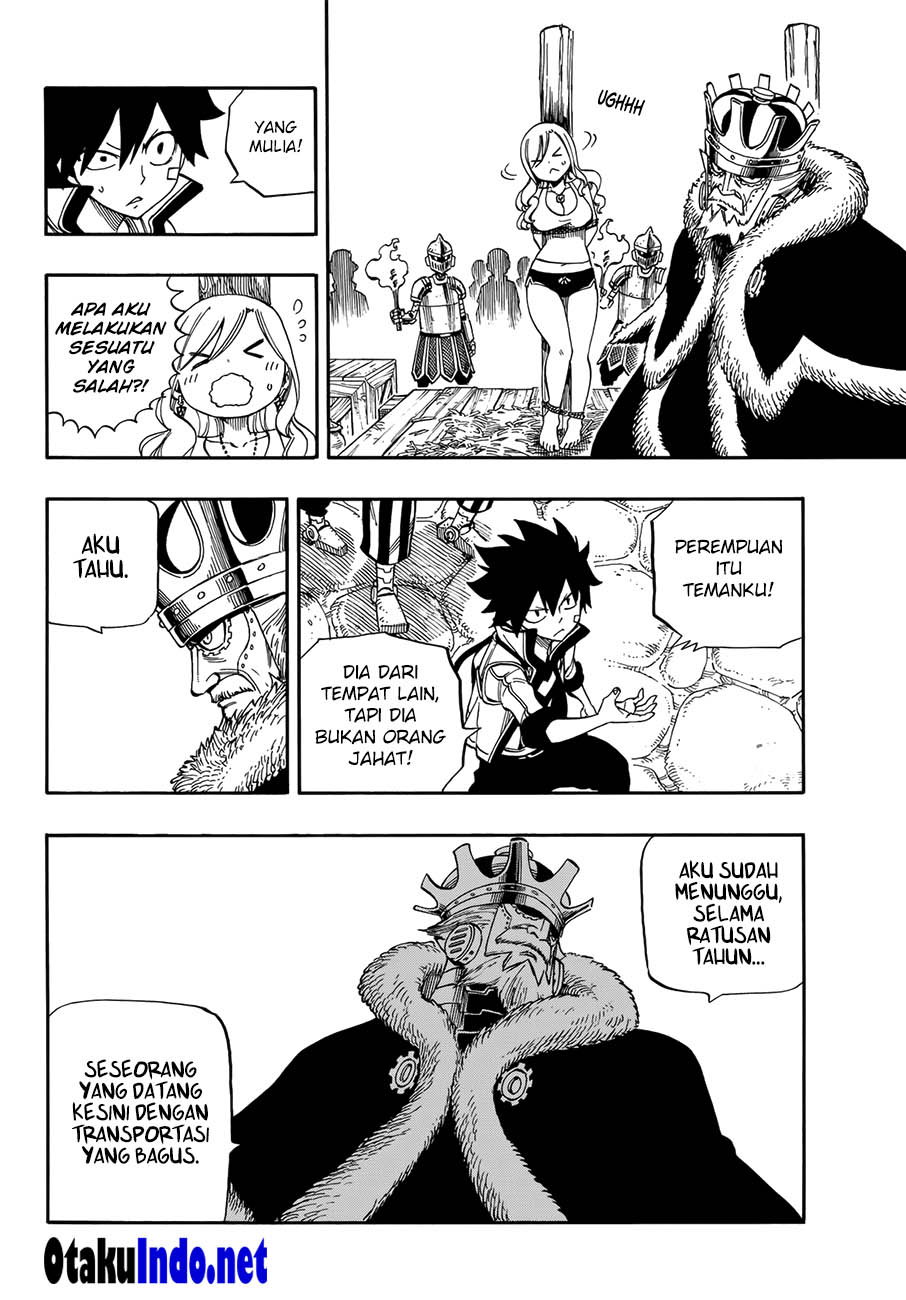 YANG
MULIA!
UGHHH
APA AKU
MELAKUKAN
SESUATU
YANG
SALAH?!
AKU
TAHU.
PEREMPUAN
ITU
TEMANKU!
DIA DARI
TEMPAT LAIN,
TAPI DIA
BUKAN ORANG
JAHAT!
AKU SUDAH
MENUNGGU,
SELAMA
RATUSAN
TAHUN...
SESEORANG
YANG DATANG
KESINI DENGAN
TRANSPORTASI
YANG BAGUS.
OtakuIndo.net